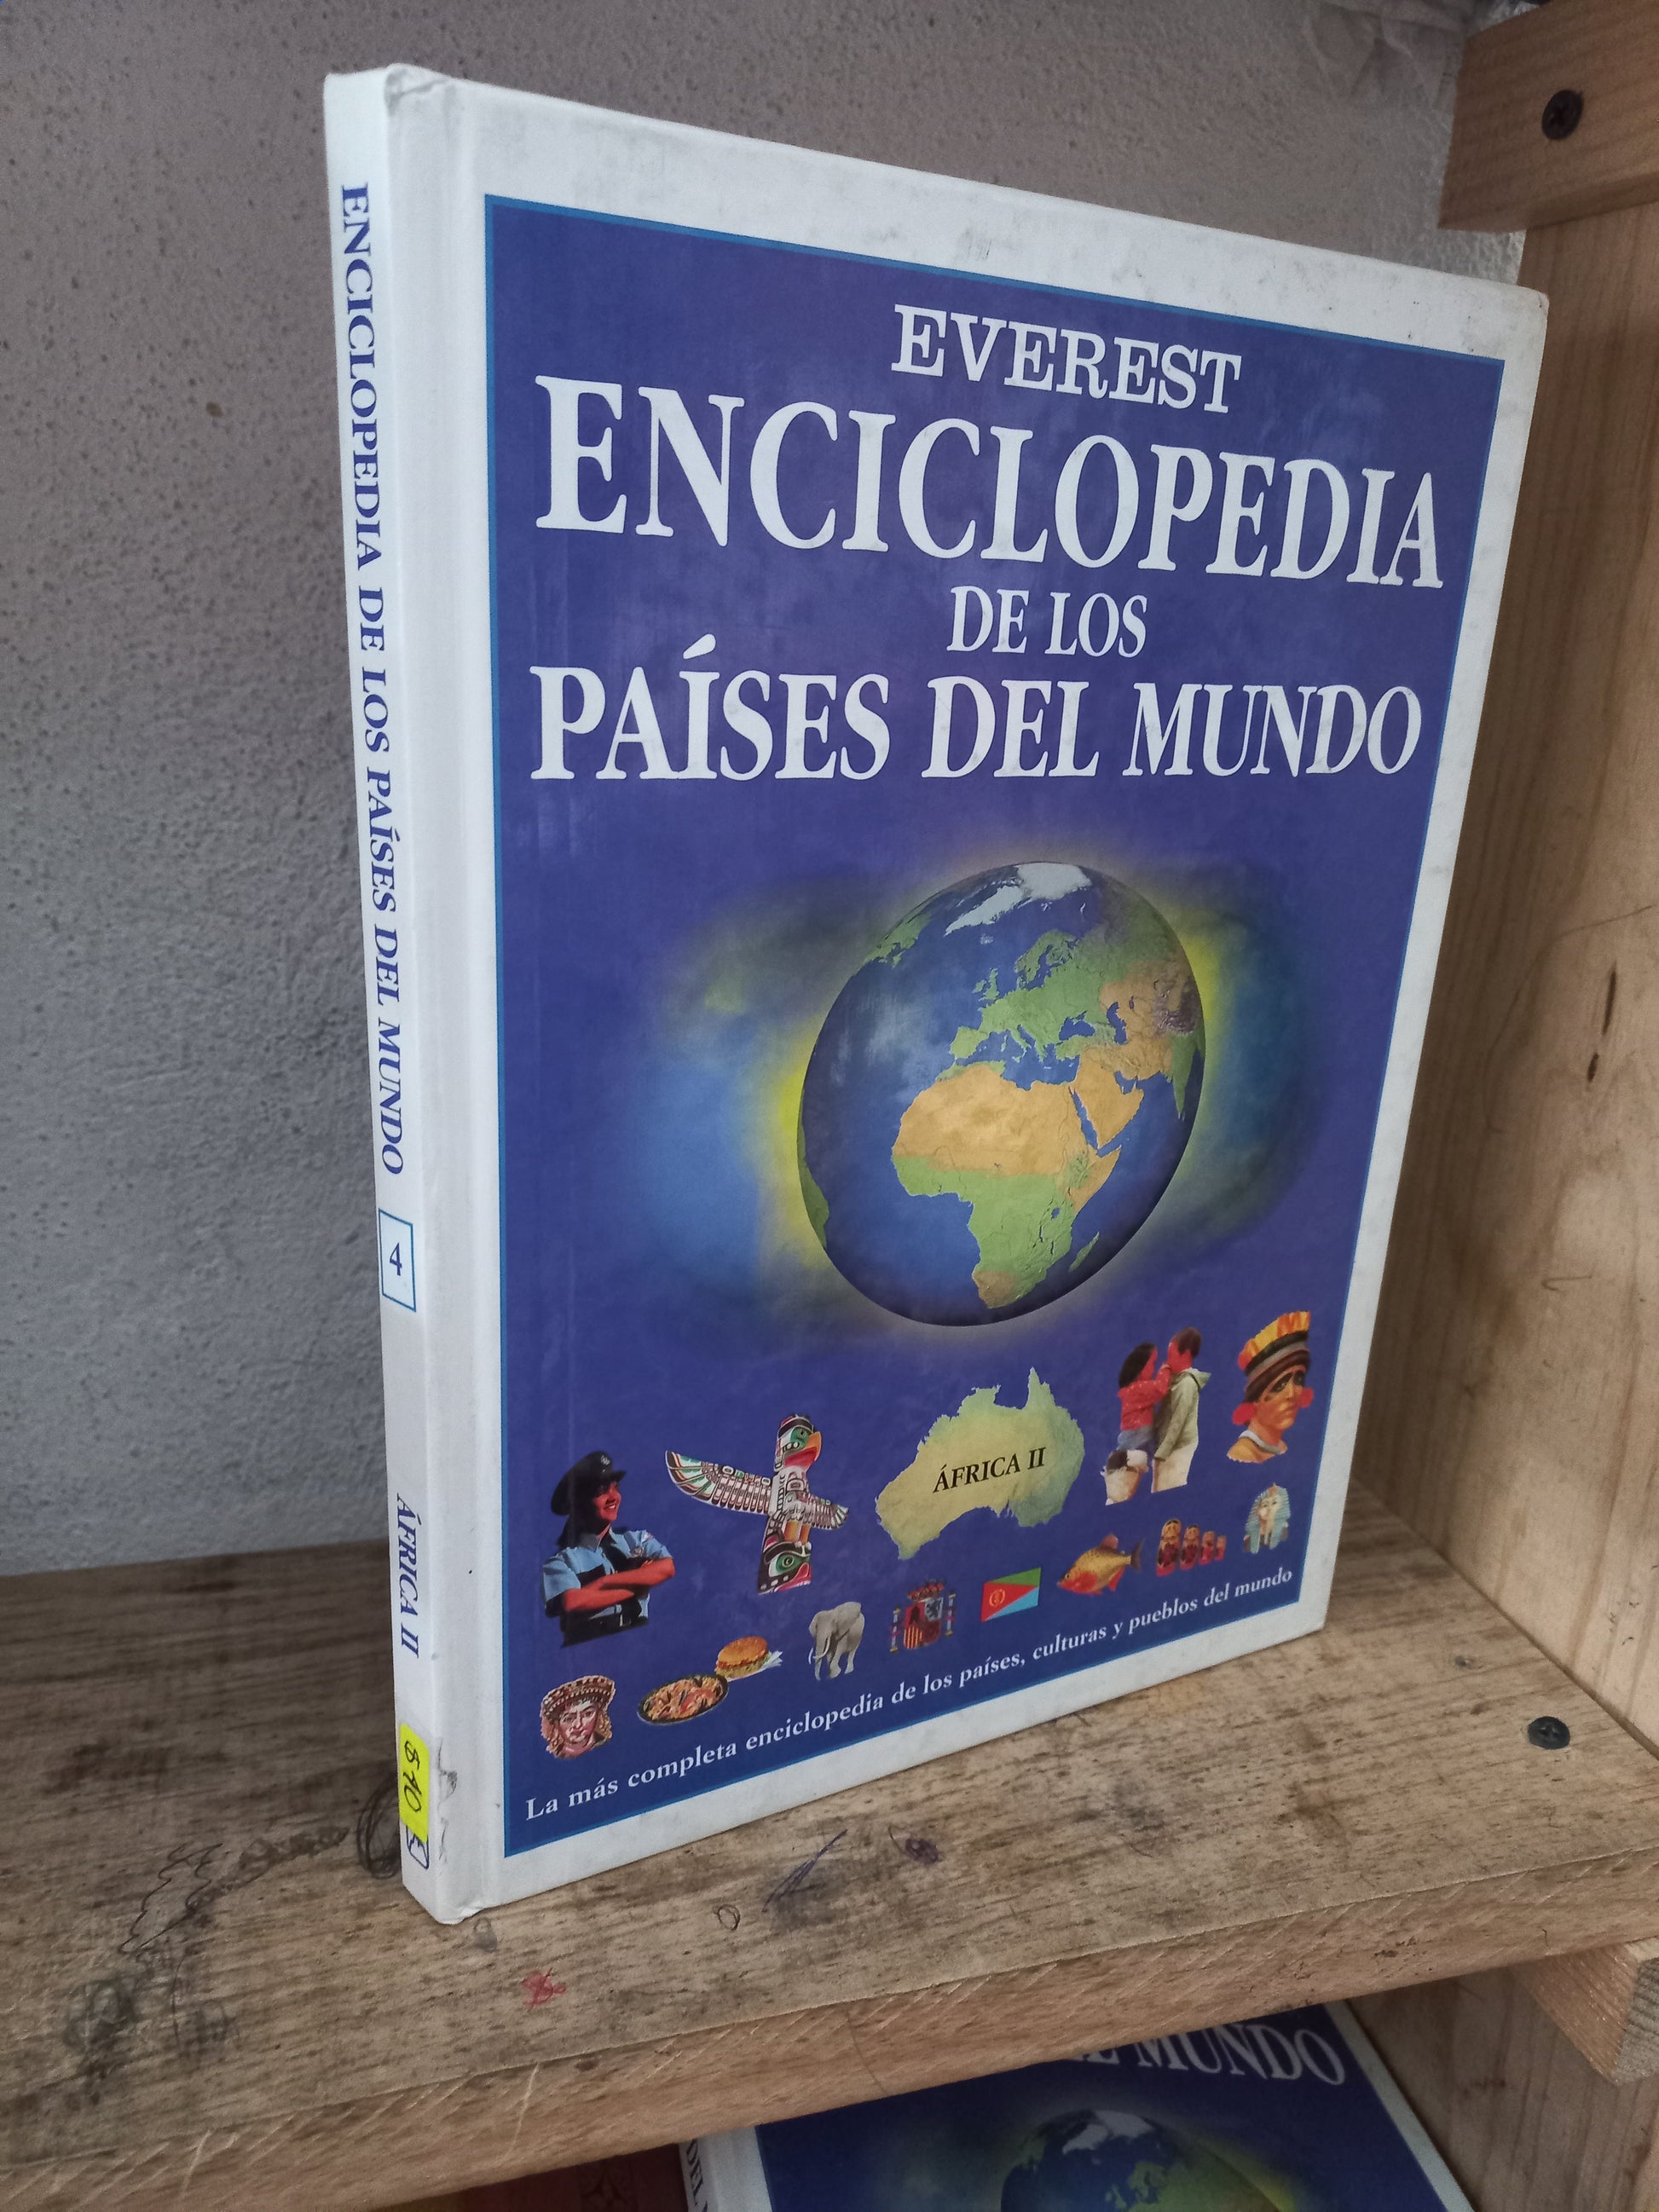 ENCICLOPEDIA DE LOS PAÍSES DEL MUNDO
4
ÁFRICA II
EVEREST
ENCICLOPEDIA
DE LOS
PAÍSES DEL MUNDO
ÁFRICA II
La más completa enciclopedia de los países, culturas y pueblos del mundo
MUNDO
DEL